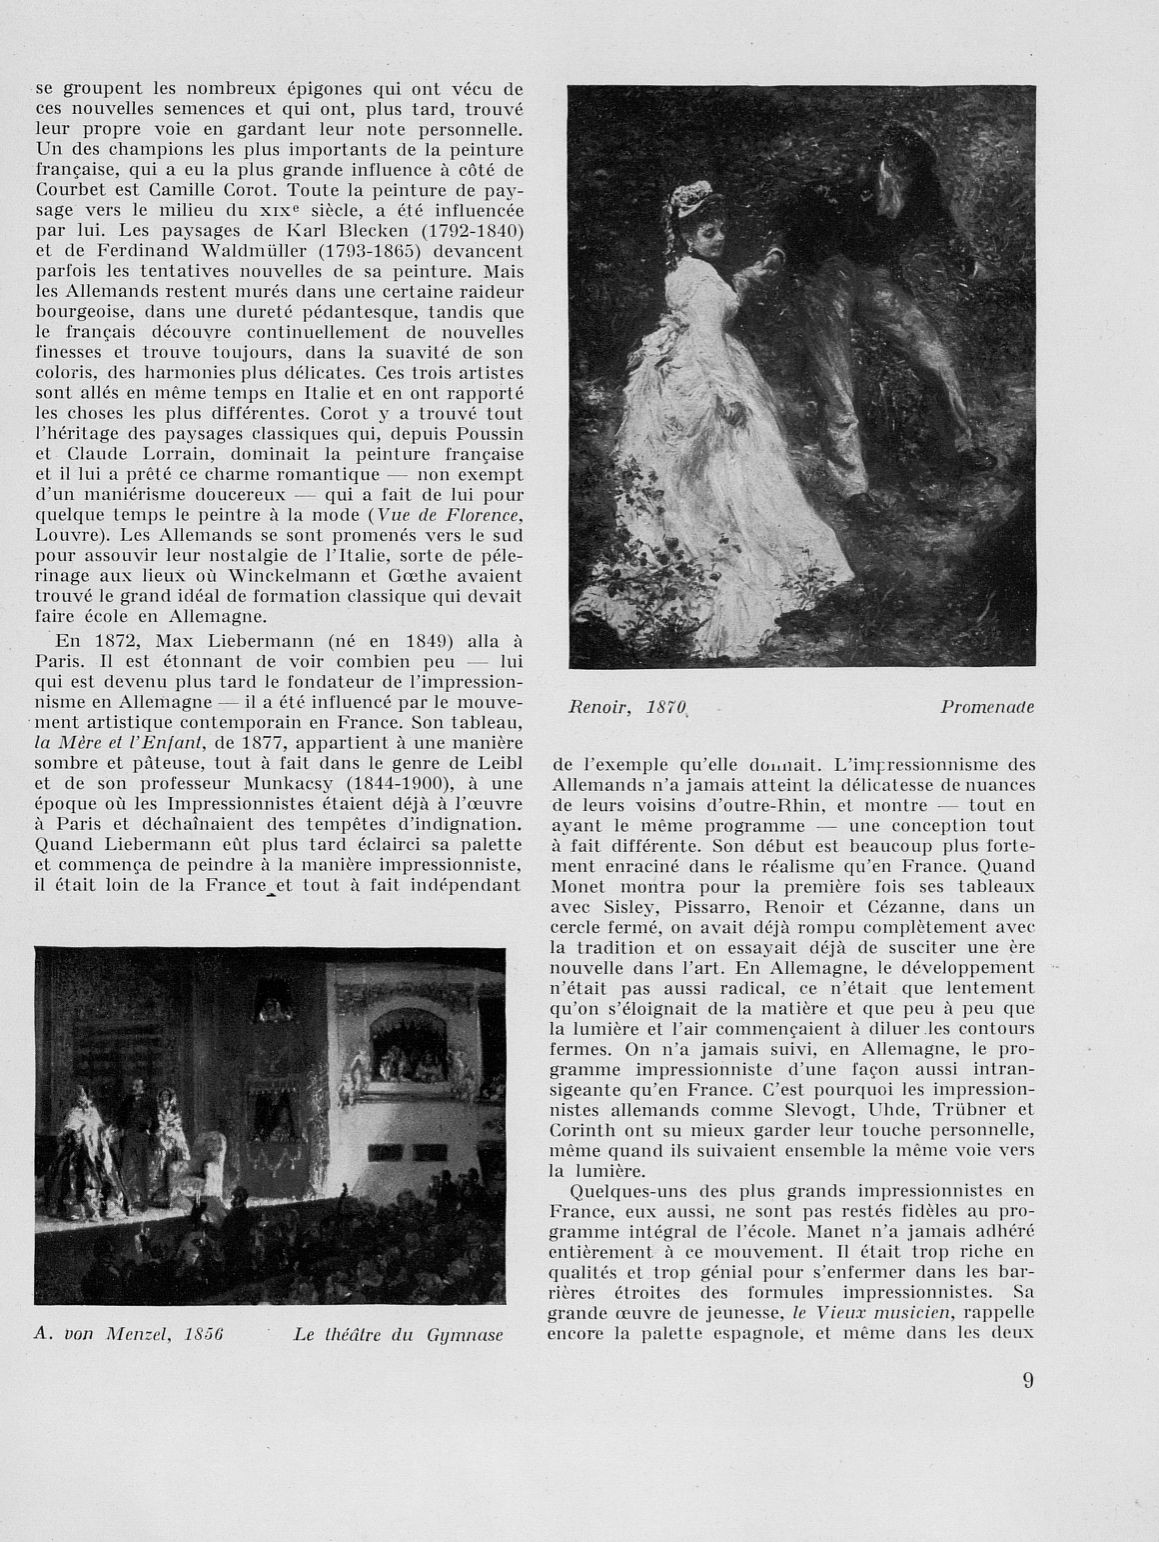 se groupent les nombreux épigones qui ont vécu de
ces nouvelles semences et qui ont, plus tard, trouvé
leur propre voie en gardant leur note personnelle.
Un des champions les plus importants de la peinture
française, qui a eu la plus grande influence à côté de
Courbet est Camille Corot. Toute la peinture de pay-
sage vers le milieu du XIXe siècle, a été influencée
par lui. Les paysages de Karl Blecken (1792-1840)
et de Ferdinand Waldmüller (1793-1865) devancent
parfois les tentatives nouvelles de sa peinture. Mais
les Allemands restent murés dans une certaine raideur
bourgeoise, dans une dureté pédantesque, tandis que
le français découvre continuellement de nouvelles
finesses et trouve toujours, dans la suavité de son
coloris, des harmonies plus délicates. Ces trois artistes
sont allés en même temps en Italie et en ont rapporté
les choses les plus différentes. Corot y a trouvé tout
l'héritage des paysages classiques qui, depuis Poussin
et Claude Lorrain, dominait la peinture française
et il lui a prêté ce charme romantique — non exempt
d'un maniérisme doucereux — qui a fait de lui pour
quelque temps le peintre à la mode (Vue de Florence,
Louvre). Les Allemands se sont promenés vers le sud
pour assouvir leur nostalgie de l'Italie, sorte de péle-
rinage aux lieux où Winckelmann et Gœthe avaient
trouvé le grand idéal de formation classique qui devait
faire école en Allemagne.
En 1872, Max Liebermann (né en 1849) alla à
Paris. Il est étonnant de voir combien peu — lui
qui est devenu plus tard le fondateur de l'impression-
nisme en Allemagne — il a été influencé par le mouve-
ment artistique contemporain en France. Son tableau,
la Mère et l'Enfant, de 1877, appartient à une manière
sombre et pâteuse, tout à fait dans le genre de Leibl
et de son professeur Munkacsy (1844-1900), à une
époque où les Impressionnistes étaient déjà à l'œuvre
à Paris et déchaînaient des tempêtes d'indignation.
Quand Liebermann eût plus tard éclairci sa palette
et commença de peindre à la manière impressionniste,
il était loin de la France et tout à fait indépendant
A. von Menzel, 1856 Le théâtre du Gymnase
Renoir, 1870 Promenade
de l'exemple qu'elle donnait. L'impressionnisme des
Allemands n'a jamais atteint la délicatesse de nuances
de leurs voisins d'outre-Rhin, et montre — tout en
ayant le même programme — une conception tout
à fait différente. Son début est beaucoup plus forte-
ment enraciné dans le réalisme qu'en France. Quand
Monet montra pour la première fois ses tableaux
avec Sisley, Pissarro, Renoir et Cézanne, dans un
cercle fermé, on avait déjà rompu complètement avec
la tradition et on essayait déjà de susciter une ère
nouvelle dans l'art. En Allemagne, le développement
n'était pas aussi radical, ce n'était que lentement
qu'on s'éloignait de la matière et que peu à peu que
la lumière et l'air commençaient à diluer les contours
fermes. On n'a jamais suivi, en Allemagne, le pro-
gramme impressionniste d'une façon aussi intran-
sigeante qu'en France. C'est pourquoi les impression-
nistes allemands comme Slevogt, Uhde, Trübner et
Corinth ont su mieux garder leur touche personnelle,
même quand ils suivaient ensemble la même voie vers
la lumière.
Quelques-uns des plus grands impressionnistes en
France, eux aussi, ne sont pas restés fidèles au pro-
gramme intégral de l'école. Manet n'a jamais adhéré
entièrement à ce mouvement. Il était trop riche en
qualités et trop génial pour s'enfermer dans les bar-
rières étroites des formules impressionnistes. Sa
grande œuvre de jeunesse, le Vieux musicien, rappelle
encore la palette espagnole, et même dans les deux
9